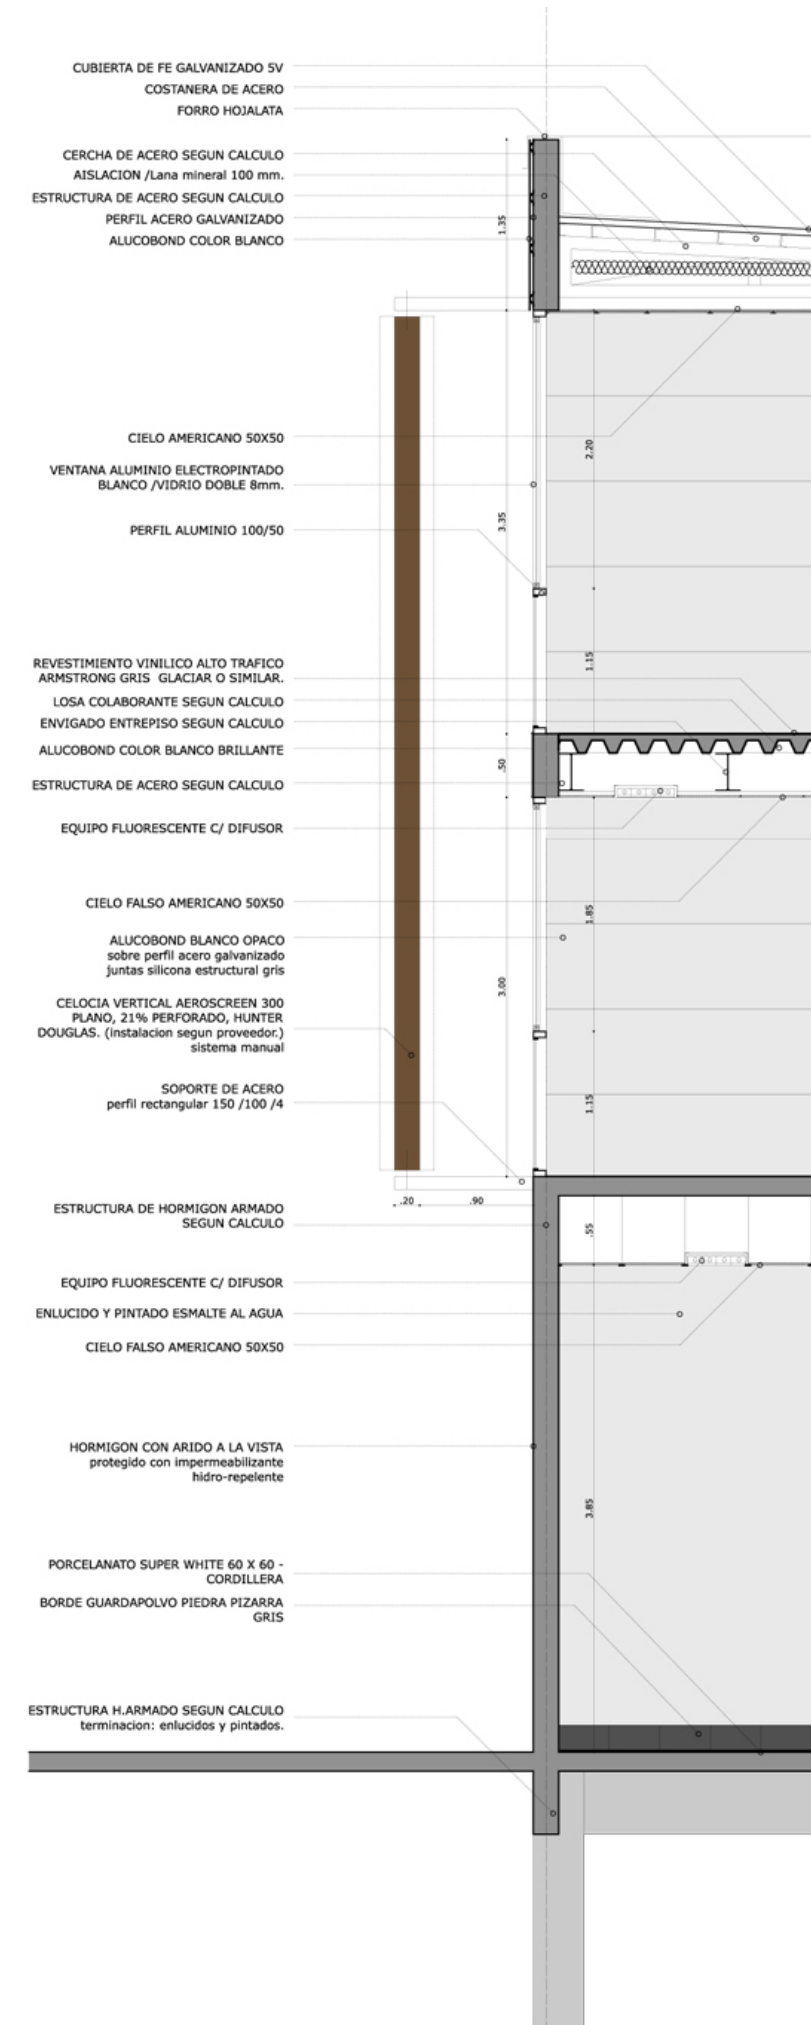 CUBIERTA DE FE GALVANIZADO 5V
COSTANERA DE ACERO
FORRO HOJALATA
CERCHA DE ACERO SEGUN CALCULO
AISLACION /Lana mineral 100 mm.
ESTRUCTURA DE ACERO SEGUN CALCULO
PERFIL ACERO GALVANIZADO
ALUCOBOND COLOR BLANCO
1.35
CIELO AMERICANO 50X50
2.20
VENTANA ALUMINIO ELECTROPINTADO
BLANCO /VIDRIO DOBLE 8mm.
3.35
PERFIL ALUMINIO 100/50
1.15
REVESTIMIENTO VINILICO ALTO TRAFICO
ARMSTRONG GRIS GLACIAR O SIMILAR.
LOSA COLABORANTE SEGUN CALCULO
ENVIGADO ENTREPISO SEGUN CALCULO
ALUCOBOND COLOR BLANCO BRILLANTE
.50
ESTRUCTURA DE ACERO SEGUN CALCULO
EQUIPO FLUORESCENTE C/ DIFUSOR
CIELO FALSO AMERICANO 50X50
1.85
ALUCOBOND BLANCO OPACO
sobre perfil acero galvanizado
juntas silicona estructural gris
3.00
CELOCIA VERTICAL AEROSCREEN 300
PLANO, 21% PERFORADO, HUNTER
DOUGLAS. (instalacion segun proveedor.)
sistema manual
SOPORTE DE ACERO
perfil rectangular 150 /100 /4
1.15
.20 .90
ESTRUCTURA DE HORMIGON ARMADO
SEGUN CALCULO
.55
EQUIPO FLUORESCENTE C/ DIFUSOR
ENLUCIDO Y PINTADO ESMALTE AL AGUA
CIELO FALSO AMERICANO 50X50
HORMIGON CON ARIDO A LA VISTA
protegido con impermeabilizante
hidro-repelente
3.85
PORCELANATO SUPER WHITE 60 X 60 -
CORDILLERA
BORDE GUARDAPOLVO PIEDRA PIZARRA
GRIS
ESTRUCTURA H.ARMADO SEGUN CALCULO
terminacion: enlucidos y pintados.